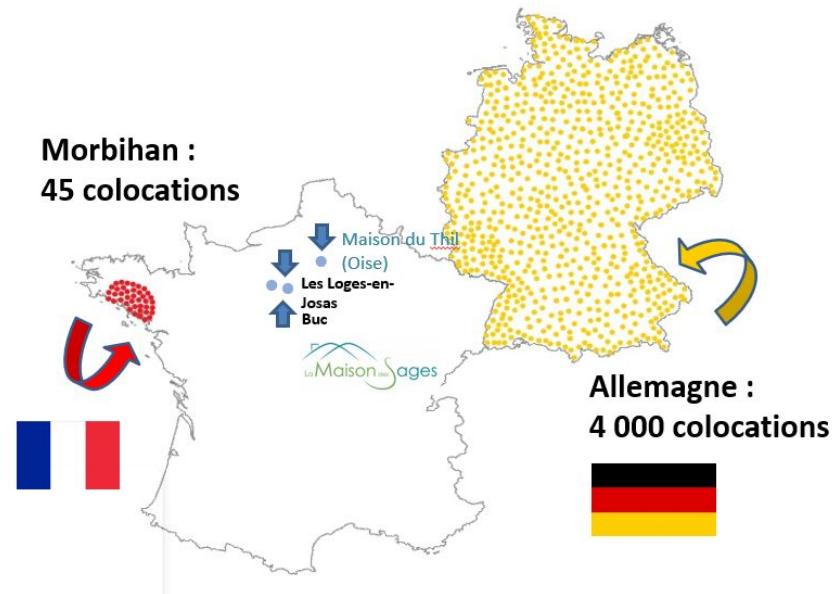 Morbihan :
45 colocations
Maison du Thil
(Oise)
Les Loges-en-
Josas
Buc
La Maison des Sages
Allemagne :
4 000 colocations